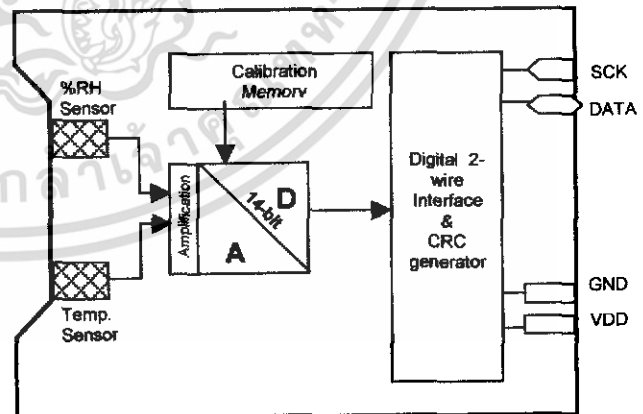 %RH
Sensor
Calibration
Memory
SCK
DATA
Amplification
14-bit
D
A
Digital 2-
wire
Interface
&
CRC
generator
Temp.
Sensor
GND
VDD